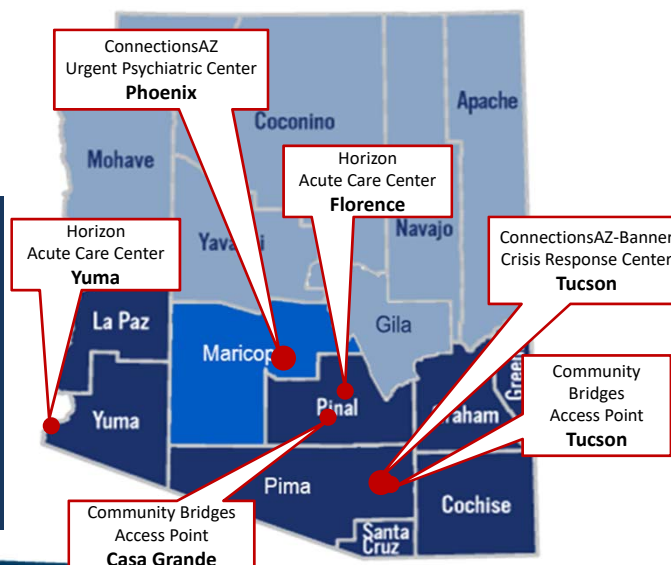 ConnectionsAZ
Urgent Psychiatric Center
Phoenix
Apache
Coconino
Mohave
Horizon
Acute Care Center
Florence
Navajo
Horizon
Acute Care Center
Yuma
ConnectionsAZ-Banner
Crisis Response Center
Tucson
La Paz
Gila
Pinal
Yuma
Community
Bridges
Access Point
Tucson
Pima
Cochise
Santa
Cruz
Community Bridges
Access Point
Casa Grande